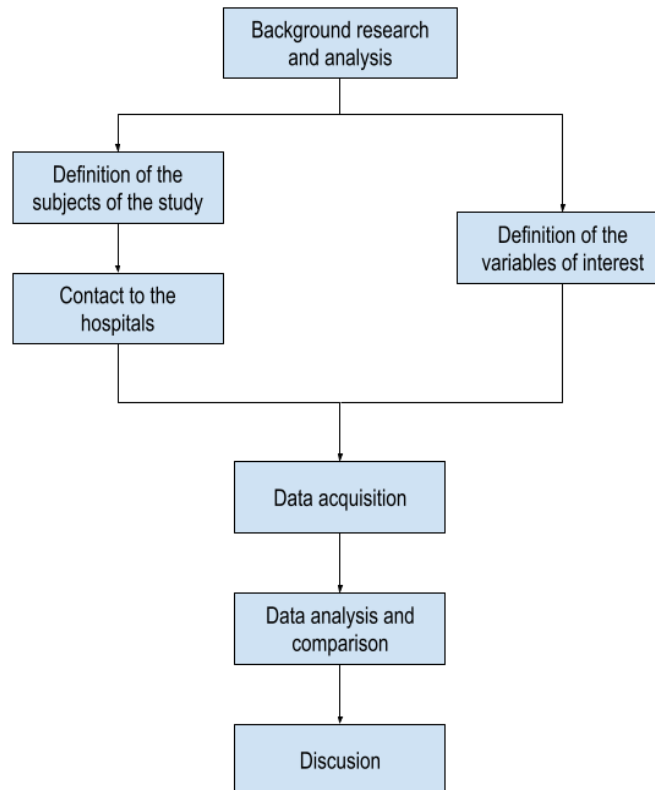 Background research
and analysis
Definition of the
subjects of the study
Definition of the
variables of interest
Contact to the
hospitals
Data acquisition
Data analysis and
comparison
Discusion